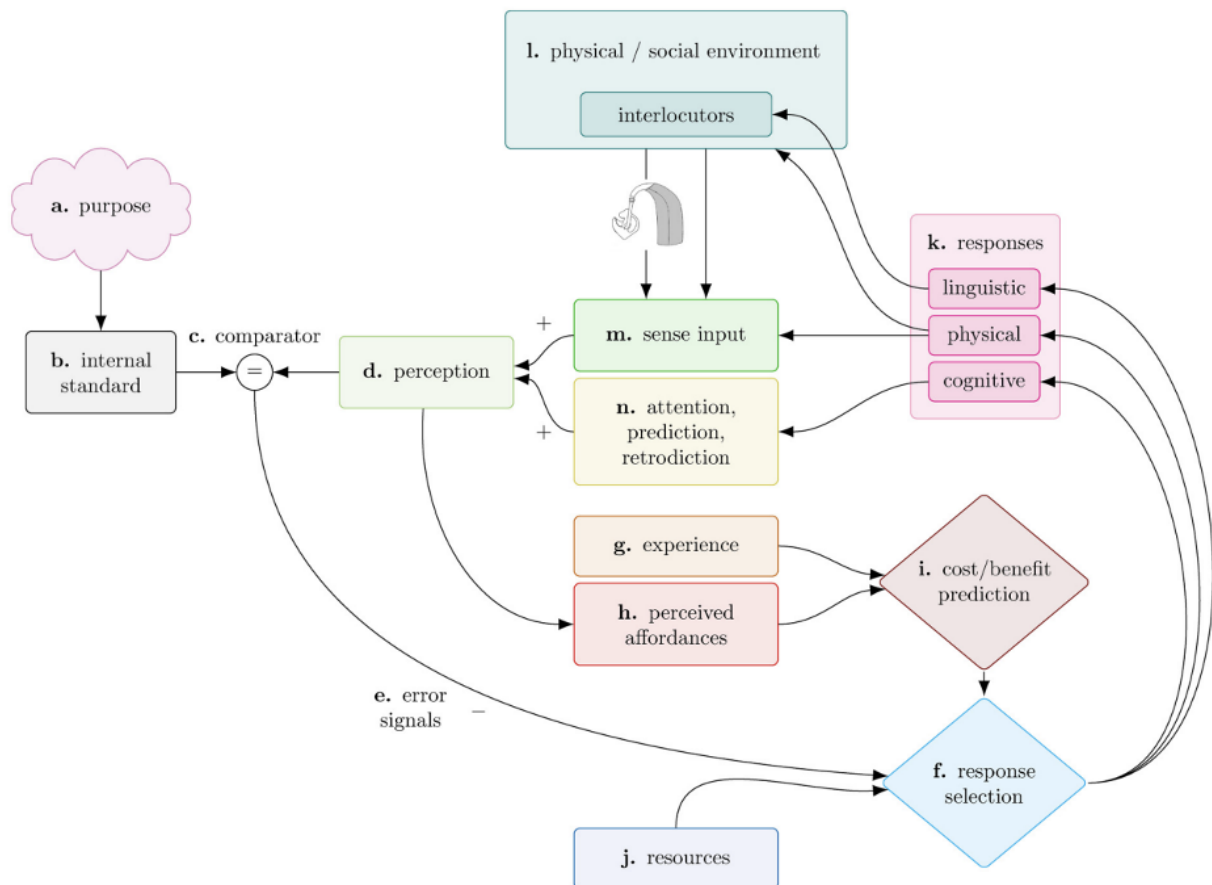 l. physical / social environment
interlocutors
a. purpose
k. responses
linguistic
physical
cognitive
c. comparator
b. internal
standard
=
d. perception
+
m. sense input
+
n. attention,
prediction,
retrodiction
g. experience
h. perceived
affordances
i. cost/benefit
prediction
e. error
signals
−
f. response
selection
j. resources